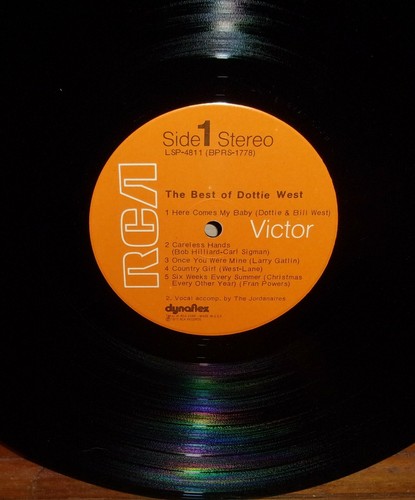 Side 1 Stereo
LSP-4811 (BPRS-1778)
RCA
The Best of Dottie West
1 Here Comes My Baby (Dottie & Bill West)
Victor
2 Careless Hands
(Bob Hilliard-Carl Sigman)
3 Once You Were Mine (Larry Gatlin)
4 Country Girl (West-Lane)
5 Six Weeks Every Summer (Christmas
Every Other Year) (Fran Powers)
2: Vocal accomp. by The Jordanaires
dynaflex